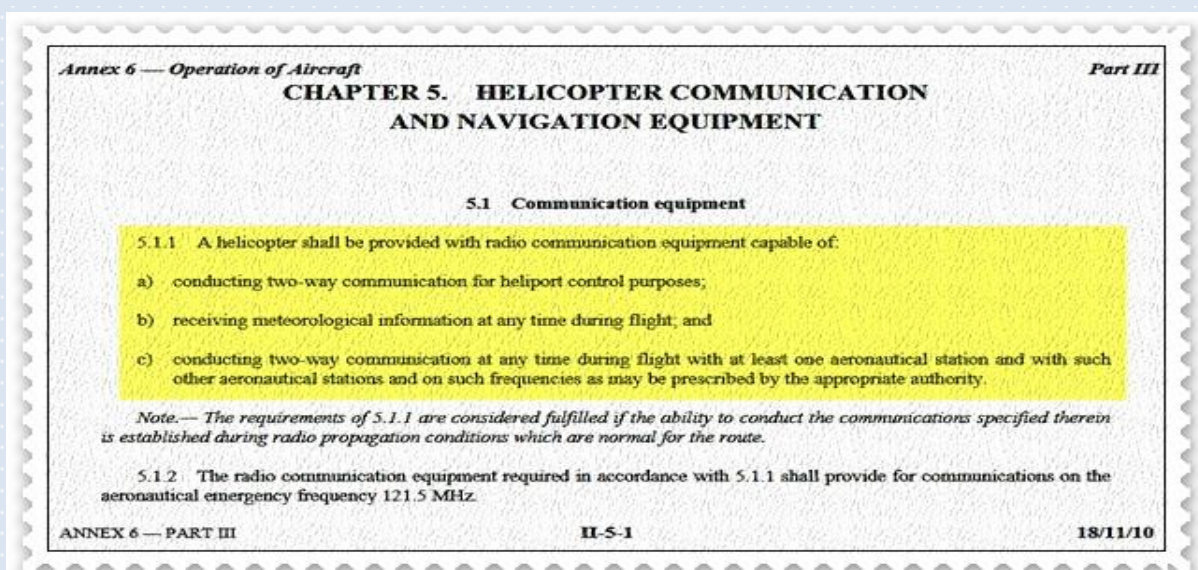 Annex 6 — Operation of Aircraft Part III
CHAPTER 5. HELICOPTER COMMUNICATION
AND NAVIGATION EQUIPMENT
5.1 Communication equipment
5.1.1 A helicopter shall be provided with radio communication equipment capable of:
a) conducting two-way communication for heliport control purposes;
b) receiving meteorological information at any time during flight; and
c) conducting two-way communication at any time during flight with at least one aeronautical station and with such
other aeronautical stations and on such frequencies as may be prescribed by the appropriate authority.
Note.— The requirements of 5.1.1 are considered fulfilled if the ability to conduct the communications specified therein
is established during radio propagation conditions which are normal for the route.
5.1.2 The radio communication equipment required in accordance with 5.1.1 shall provide for communications on the
aeronautical emergency frequency 121.5 MHz.
ANNEX 6 — PART III II-5-1 18/11/10